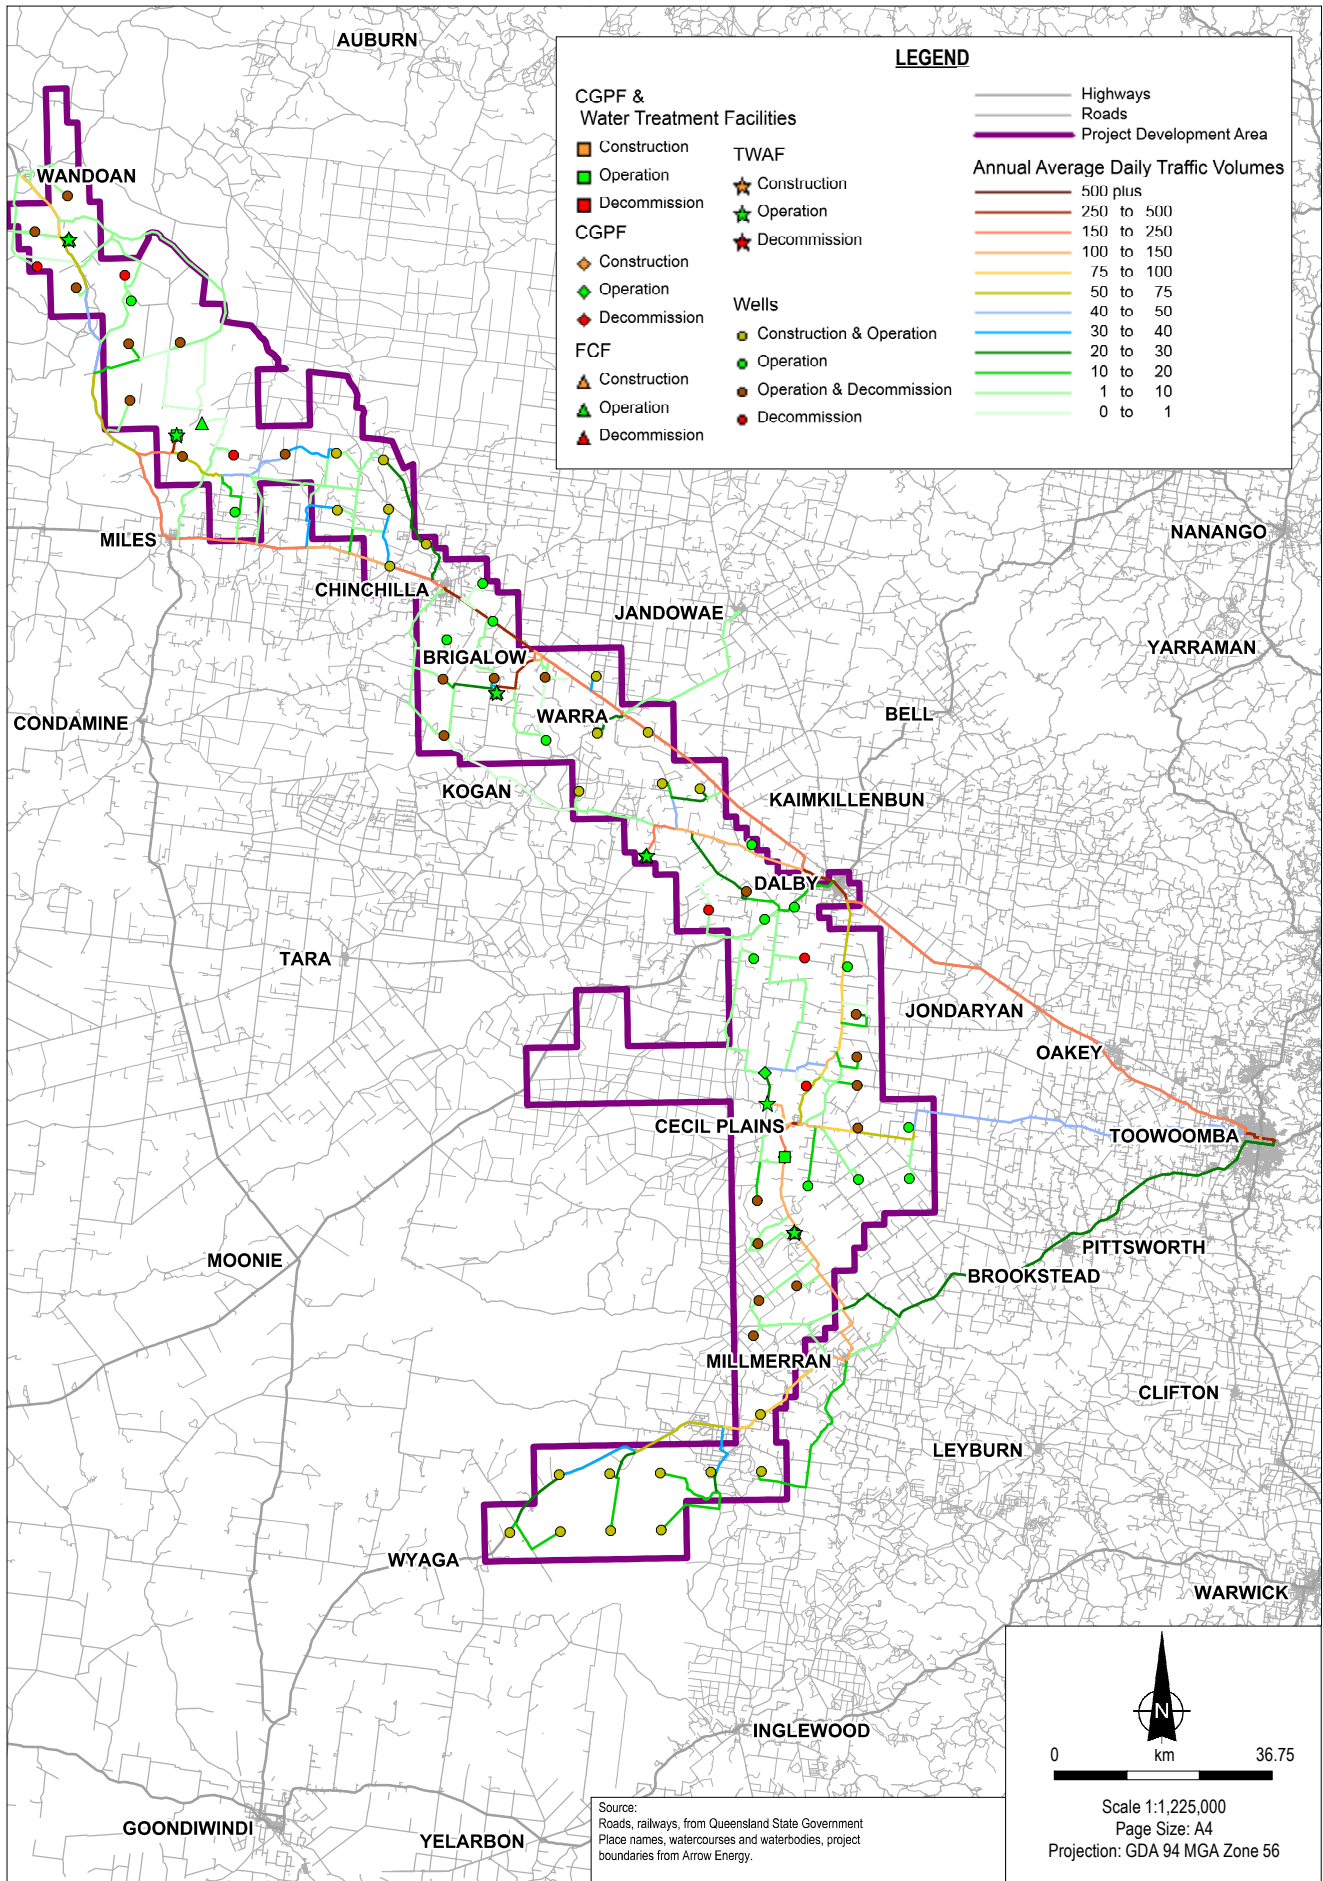 AUBURN
LEGEND
CGPF &
Water Treatment Facilities
Construction
Operation
Decommission
CGPF
Construction
Operation
Decommission
FCF
Construction
Operation
Decommission
TWAF
Construction
Operation
Decommission
Wells
Construction & Operation
Operation
Operation & Decommission
Decommission
Highways
Roads
Project Development Area
Annual Average Daily Traffic Volumes
500 plus
250 to 500
150 to 250
100 to 150
75 to 100
50 to 75
40 to 50
30 to 40
20 to 30
10 to 20
1 to 10
0 to 1
WANDOAN
MILES
NANANGO
CHINCHILLA
JANDOWAE
YARRAMAN
BRIGALOW
CONDAMINE
WARRA
BELL
KOGAN
KAIMKILLENBUN
DALBY
TARA
JONDARYAN
OAKEY
CECIL PLAINS
TOOWOOMBA
MOONIE
PITTSWORTH
BROOKSTEAD
MILLMERRAN
CLIFTON
LEYBURN
WYAGA
WARWICK
INGLEWOOD
GOONDIWINDI
YELARBON
N
0 km 36.75
Scale 1:1,225,000
Page Size: A4
Projection: GDA 94 MGA Zone 56
Source:
Roads, railways, from Queensland State Government
Place names, watercourses and waterbodies, project
boundaries from Arrow Energy.